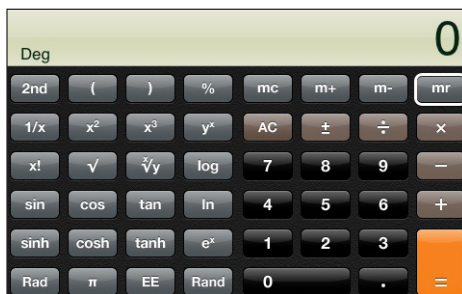 0
Deg
2nd ( ) % mc m+ m- mr
1/x x² x³ yˣ AC ± ÷ ×
x! √ ˣ√y log 7 8 9 −
sin cos tan ln 4 5 6 +
sinh cosh tanh eˣ 1 2 3
Rad π EE Rand 0 . =